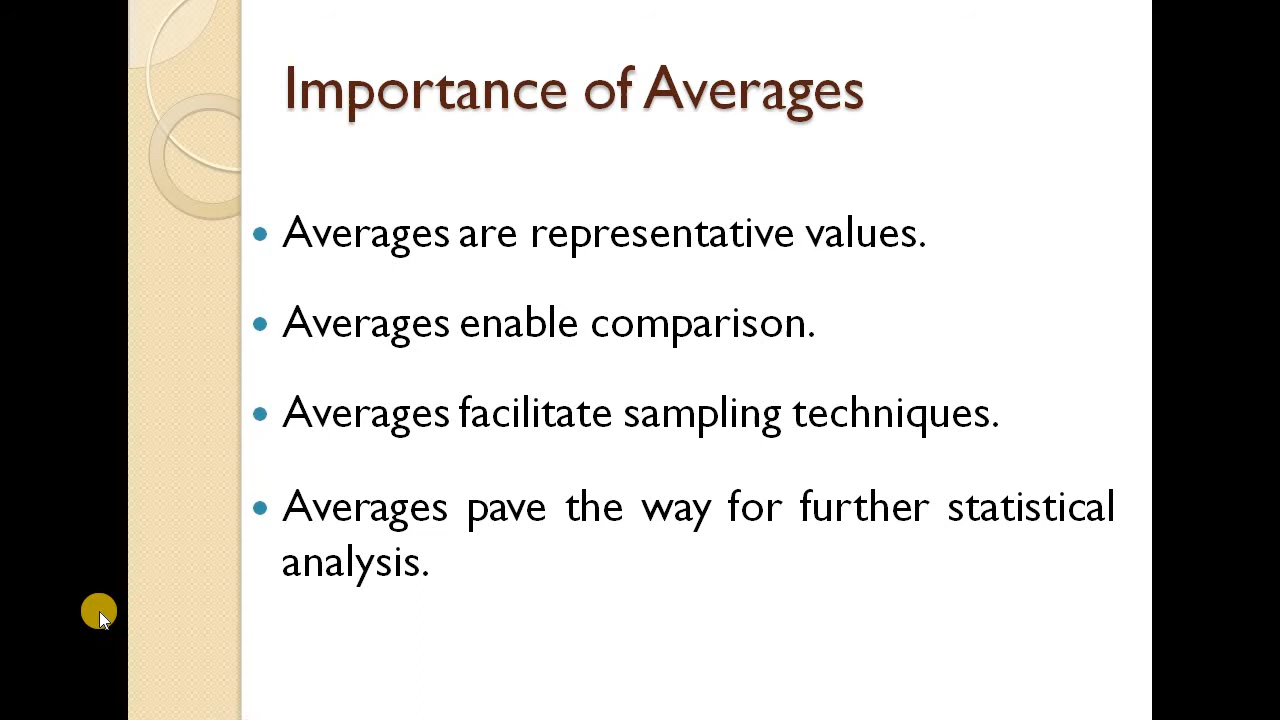 Importance of Averages
• Averages are representative values.
• Averages enable comparison.
• Averages facilitate sampling techniques.
• Averages pave the way for further statistical
analysis.